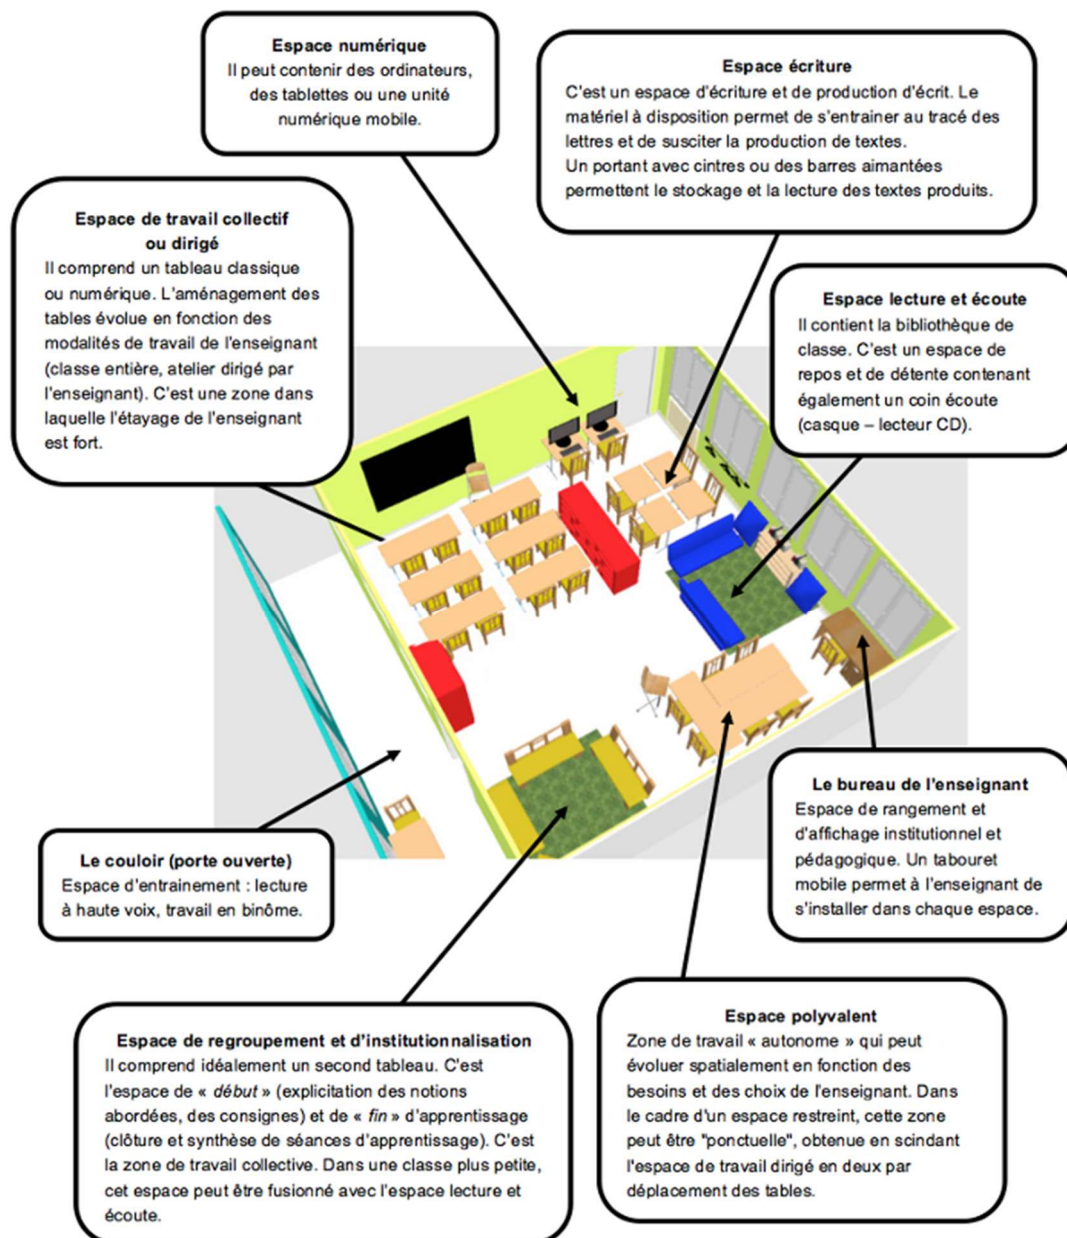 Espace numérique
Il peut contenir des ordinateurs,
des tablettes ou une unité
numérique mobile.
Espace écriture
C'est un espace d'écriture et de production d'écrit. Le
matériel à disposition permet de s'entrainer au tracé des
lettres et de susciter la production de textes.
Un portant avec cintres ou des barres aimantées
permettent le stockage et la lecture des textes produits.
Espace de travail collectif
ou dirigé
Il comprend un tableau classique
ou numérique. L'aménagement des
tables évolue en fonction des
modalités de travail de l'enseignant
(classe entière, atelier dirigé par
l'enseignant). C'est une zone dans
laquelle l'étayage de l'enseignant
est fort.
Espace lecture et écoute
Il contient la bibliothèque de
classe. C'est un espace de
repos et de détente contenant
également un coin écoute
(casque – lecteur CD).
Le bureau de l'enseignant
Espace de rangement et
d'affichage institutionnel et
pédagogique. Un tabouret
mobile permet à l'enseignant de
s'installer dans chaque espace.
Le couloir (porte ouverte)
Espace d'entrainement : lecture
à haute voix, travail en binôme.
Espace de regroupement et d'institutionnalisation
Il comprend idéalement un second tableau. C'est
l'espace de « début » (explicitation des notions
abordées, des consignes) et de « fin » d'apprentissage
(clôture et synthèse de séances d'apprentissage). C'est
la zone de travail collective. Dans une classe plus petite,
cet espace peut être fusionné avec l'espace lecture et
écoute.
Espace polyvalent
Zone de travail « autonome » qui peut
évoluer spatialement en fonction des
besoins et des choix de l'enseignant. Dans
le cadre d'un espace restreint, cette zone
peut être "ponctuelle", obtenue en scindant
l'espace de travail dirigé en deux par
déplacement des tables.